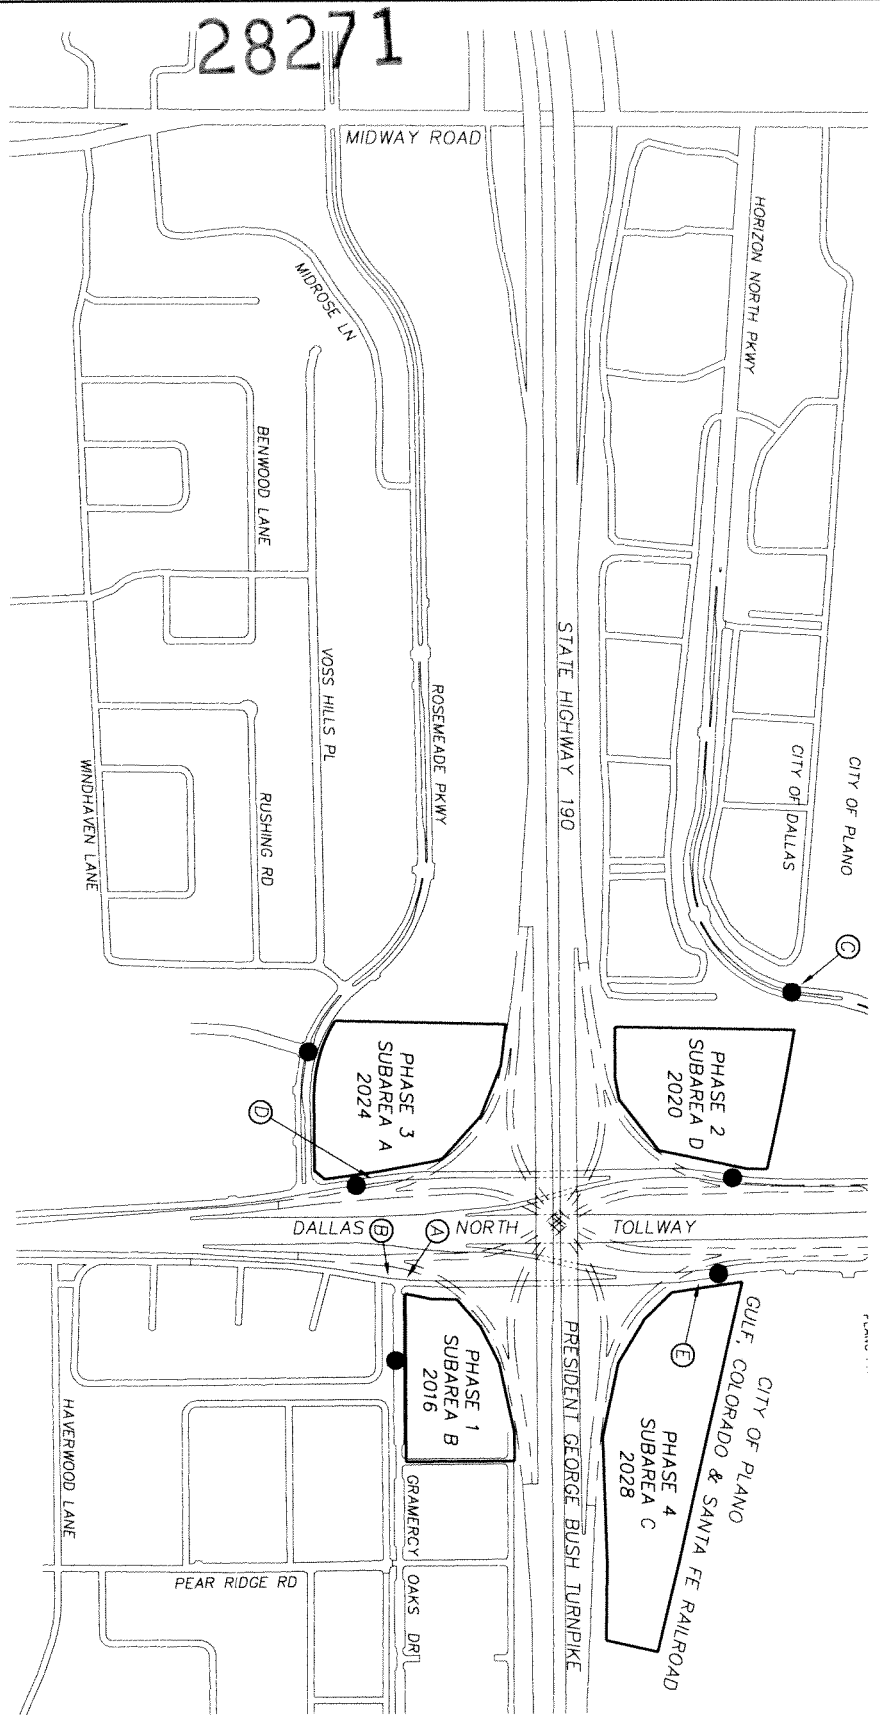 28271
MIDWAY ROAD
HORIZON NORTH PKWY
MIDROSE LN
BENWOOD LANE
STATE HIGHWAY 190
VOSS HILLS PL
ROSEMEADE PKWY
CITY OF DALLAS
CITY OF PLANO
WINDHAVEN LANE
RUSHING RD
C
PHASE 3
SUBAREA A
2024
PHASE 2
SUBAREA D
2020
D
DALLAS
B
A
NORTH
TOLLWAY
E
PHASE 1
SUBAREA B
2016
PHASE 4
SUBAREA C
2028
CITY OF PLANO
GULF, COLORADO & SANTA FE RAILROAD
PRESIDENT GEORGE BUSH TURNPIKE
HAVERWOOD LANE
GRAMERCY OAKS DR
PEAR RIDGE RD